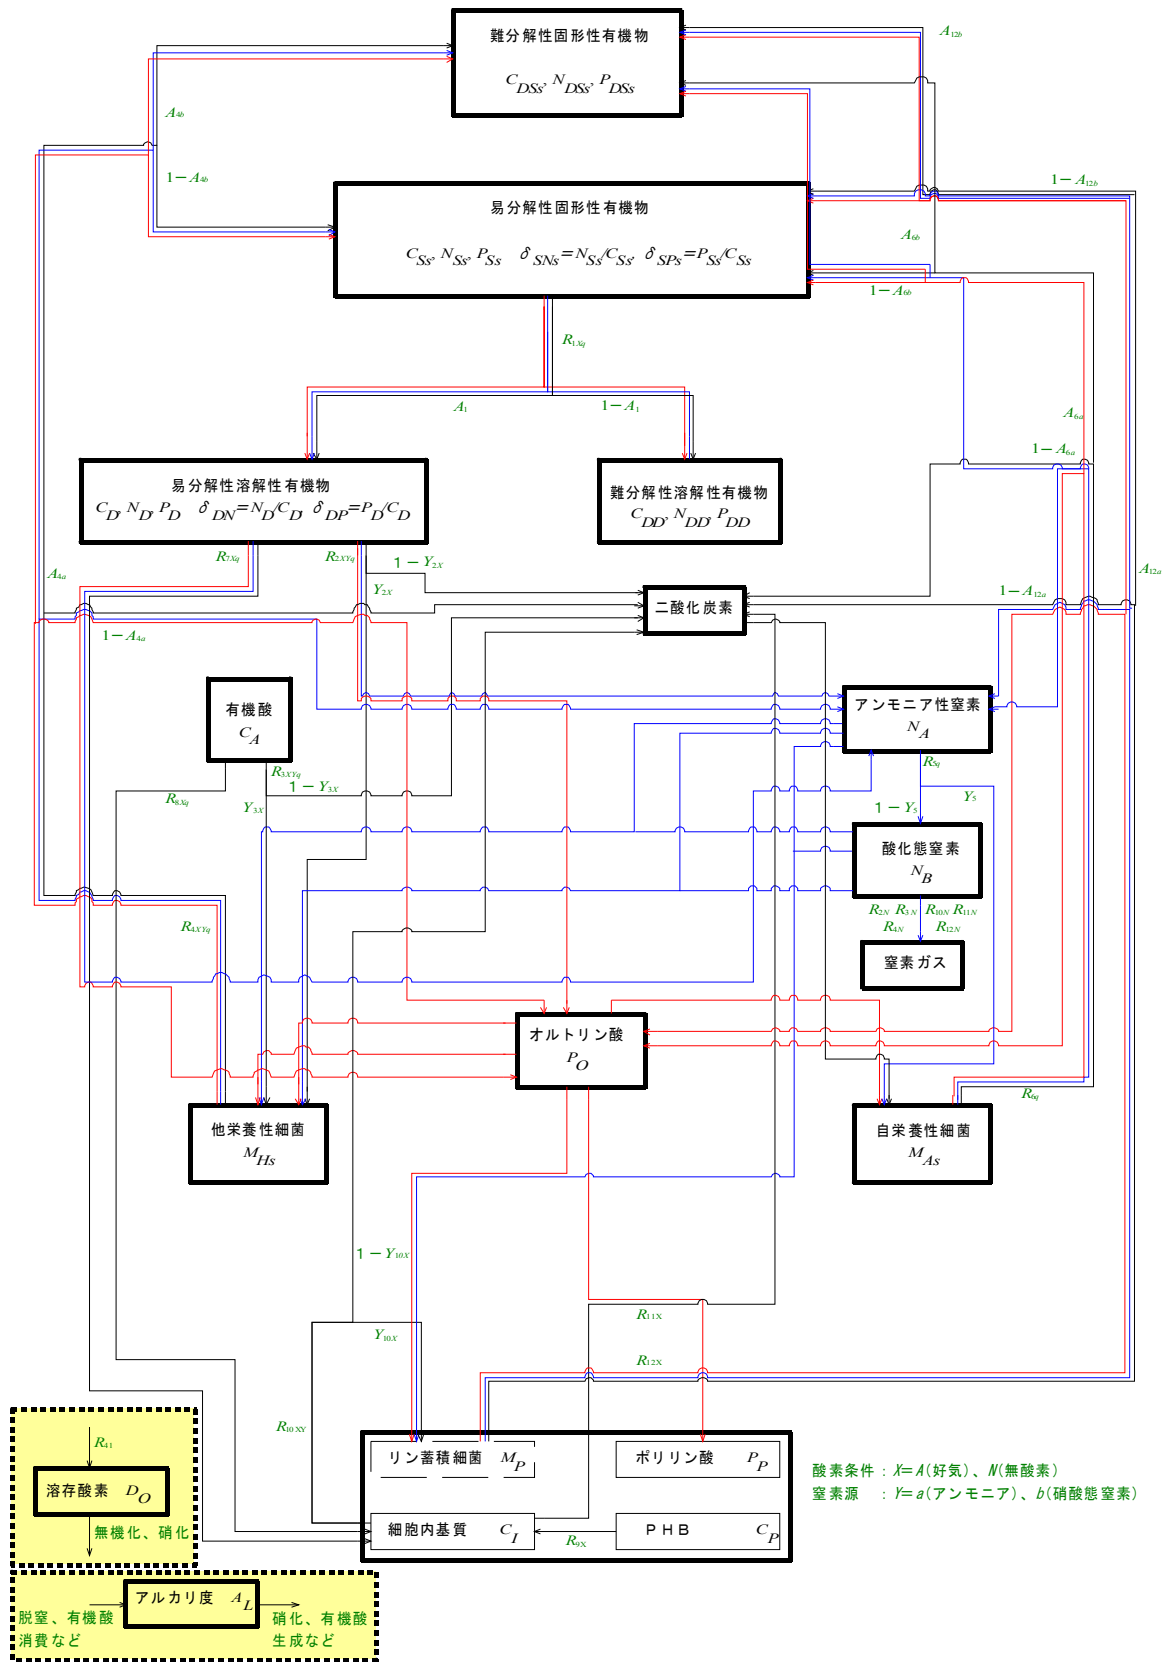 難分解性固形性有機物
C_DSs, N_DSs, P_DSs
A_12b
A_4b
1－A_4b
1－A_12b
易分解性固形性有機物
C_Ss, N_Ss, P_Ss δ_SNs=N_Ss/C_Ss, δ_SPs=P_Ss/C_Ss
A_6b
1－A_6b
R_1Xq
A_1
1－A_1
A_6a
1－A_6a
易分解性溶解性有機物
C_D, N_D, P_D δ_DN=N_D/C_D, δ_DP=P_D/C_D
難分解性溶解性有機物
C_DD, N_DD, P_DD
R_7Xq
R_2XYq
1－Y_2X
Y_2X
A_4a
1－A_4a
二酸化炭素
1－A_12a
A_12a
有機酸
C_A
アンモニア性窒素
N_A
R_8Xq
R_3XYq
1－Y_3X
Y_3X
R_5q
Y_5
1－Y_5
酸化態窒素
N_B
R_2N R_3N R_10N R_11N
R_4N R_12N
窒素ガス
R_4XYq
オルトリン酸
P_O
R_6q
他栄養性細菌
M_Hs
自栄養性細菌
M_As
1－Y_10X
Y_10X
R_11X
R_12X
R_10XY
リン蓄積細菌 M_P
ポリリン酸 P_P
細胞内基質 C_I
R_9X
ＰＨＢ C_P
酸素条件：X=A(好気)、N(無酸素)
窒素源 ：Y=a(アンモニア)、b(硝酸態窒素)
R_41
溶存酸素 D_O
無機化、硝化
アルカリ度 A_L
脱窒、有機酸
消費など
硝化、有機酸
生成など